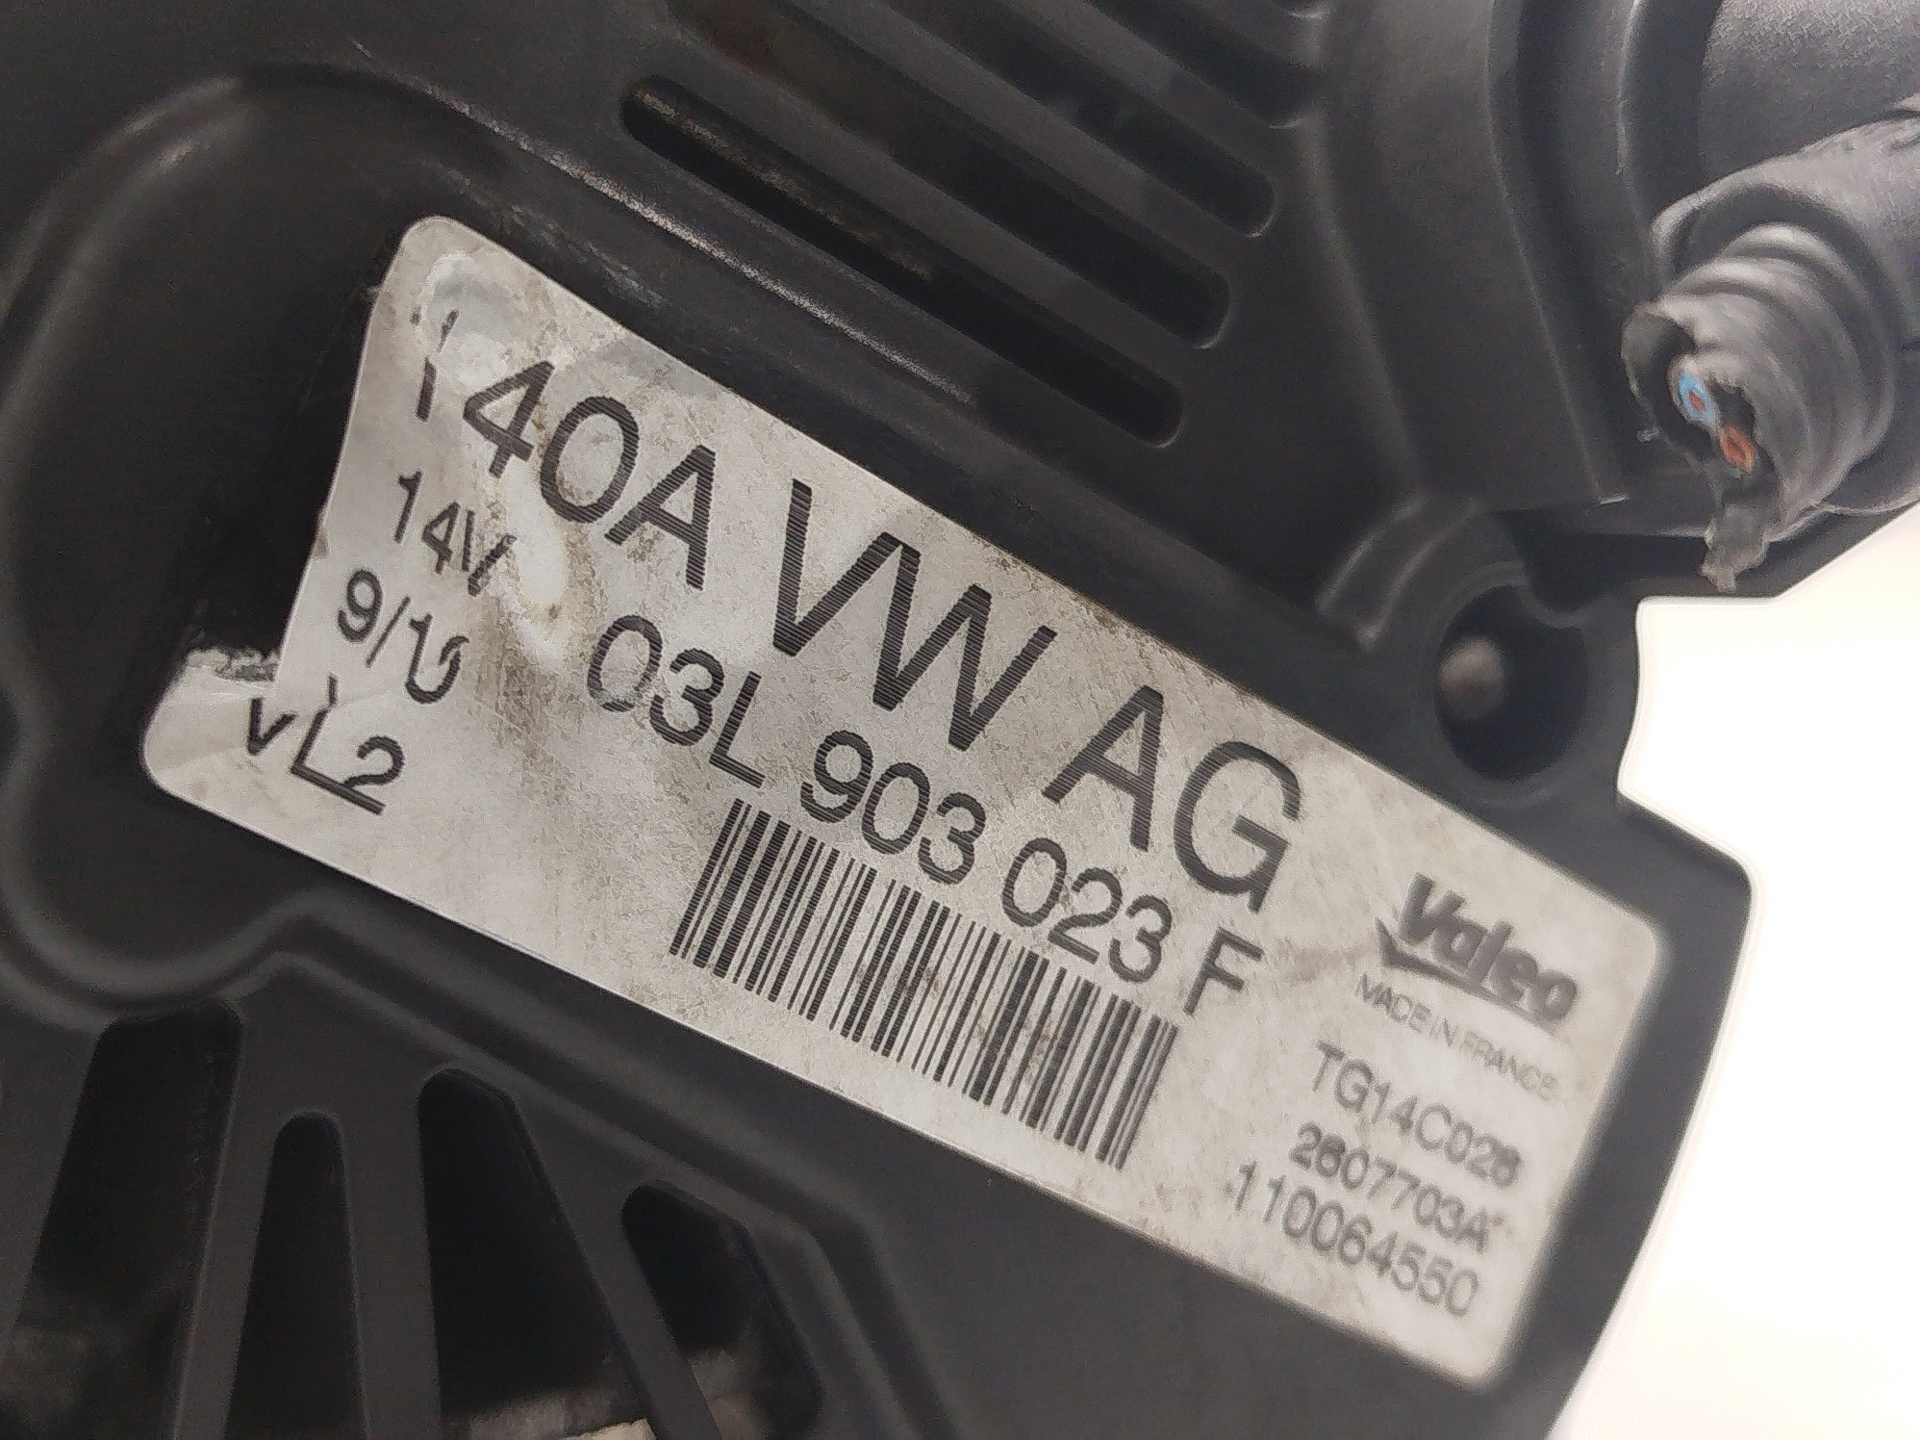 140A VW AG
14V 03L 903 023 F
9/10
VL2
Valeo
MADE IN FRANCE
TG14C028
2607703A
110064550